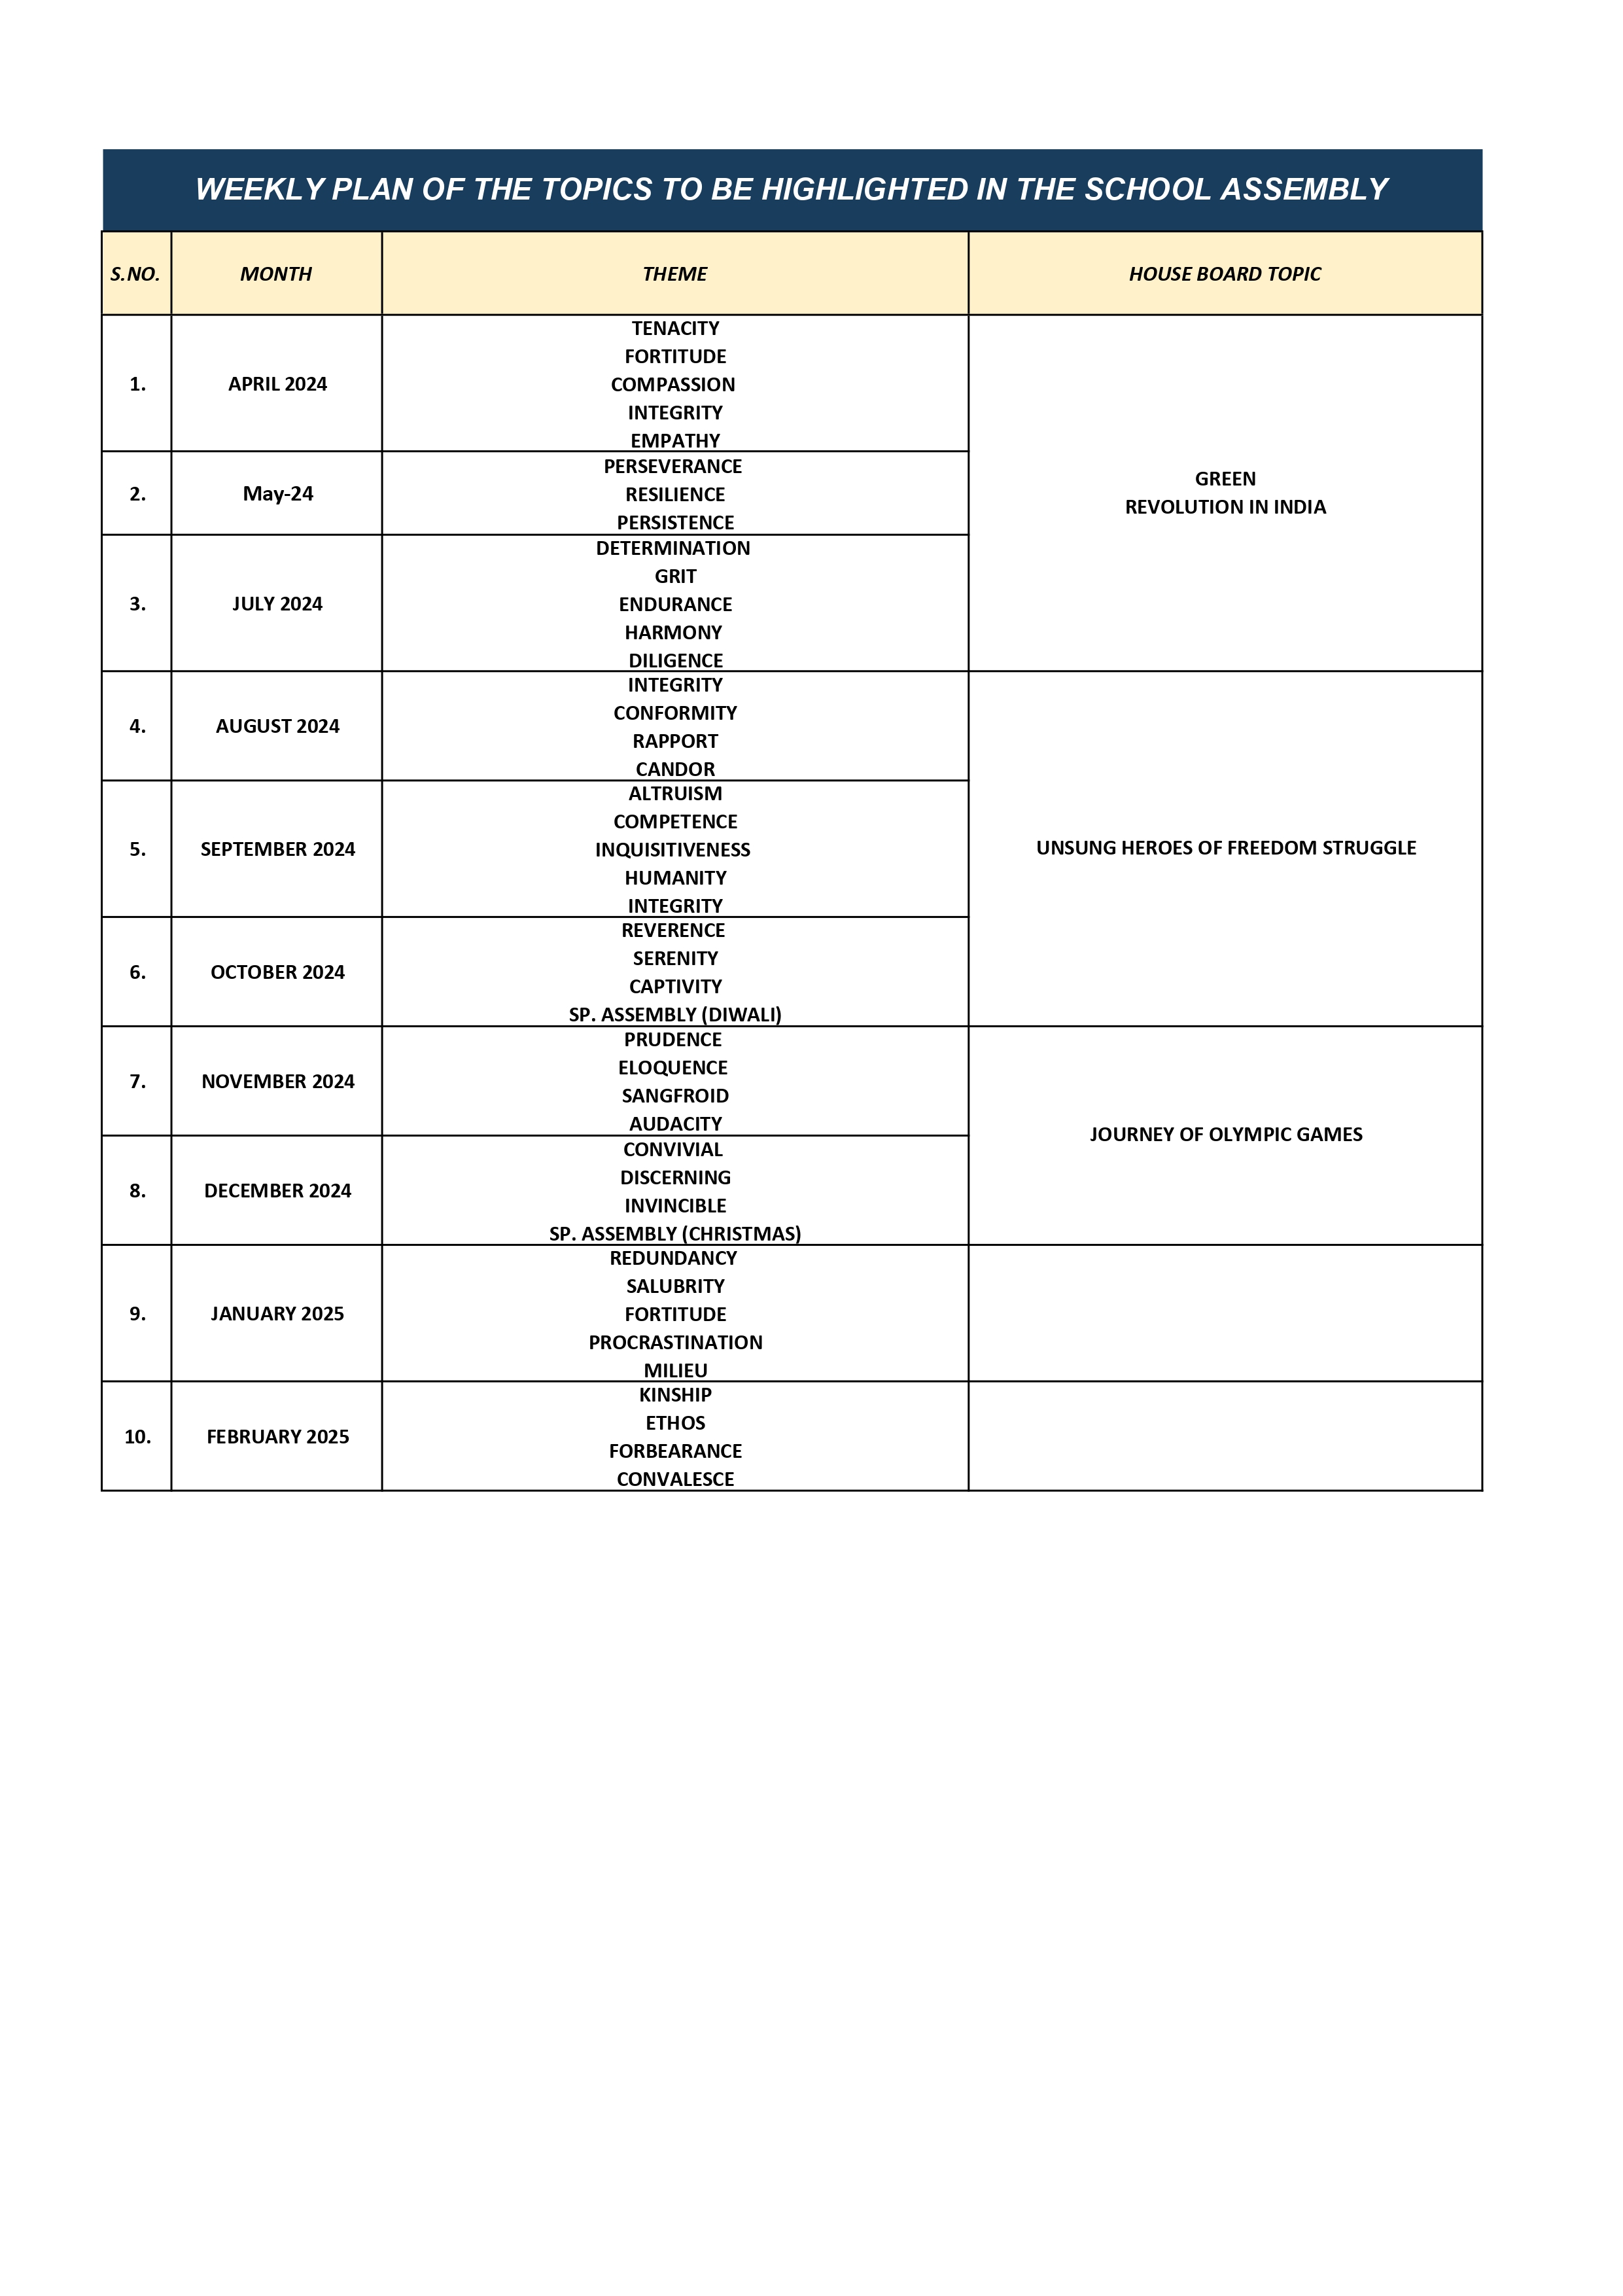 WEEKLY PLAN OF THE TOPICS TO BE HIGHLIGHTED IN THE SCHOOL ASSEMBLY
S.NO. MONTH THEME HOUSE BOARD TOPIC
1. APRIL 2024
TENACITY
FORTITUDE
COMPASSION
INTEGRITY
EMPATHY
GREEN
REVOLUTION IN INDIA
2. May-24
PERSEVERANCE
RESILIENCE
PERSISTENCE
3. JULY 2024
DETERMINATION
GRIT
ENDURANCE
HARMONY
DILIGENCE
4. AUGUST 2024
INTEGRITY
CONFORMITY
RAPPORT
CANDOR
UNSUNG HEROES OF FREEDOM STRUGGLE
5. SEPTEMBER 2024
ALTRUISM
COMPETENCE
INQUISITIVENESS
HUMANITY
INTEGRITY
6. OCTOBER 2024
REVERENCE
SERENITY
CAPTIVITY
SP. ASSEMBLY (DIWALI)
7. NOVEMBER 2024
PRUDENCE
ELOQUENCE
SANGFROID
AUDACITY
JOURNEY OF OLYMPIC GAMES
8. DECEMBER 2024
CONVIVIAL
DISCERNING
INVINCIBLE
SP. ASSEMBLY (CHRISTMAS)
9. JANUARY 2025
REDUNDANCY
SALUBRITY
FORTITUDE
PROCRASTINATION
MILIEU
10. FEBRUARY 2025
KINSHIP
ETHOS
FORBEARANCE
CONVALESCE